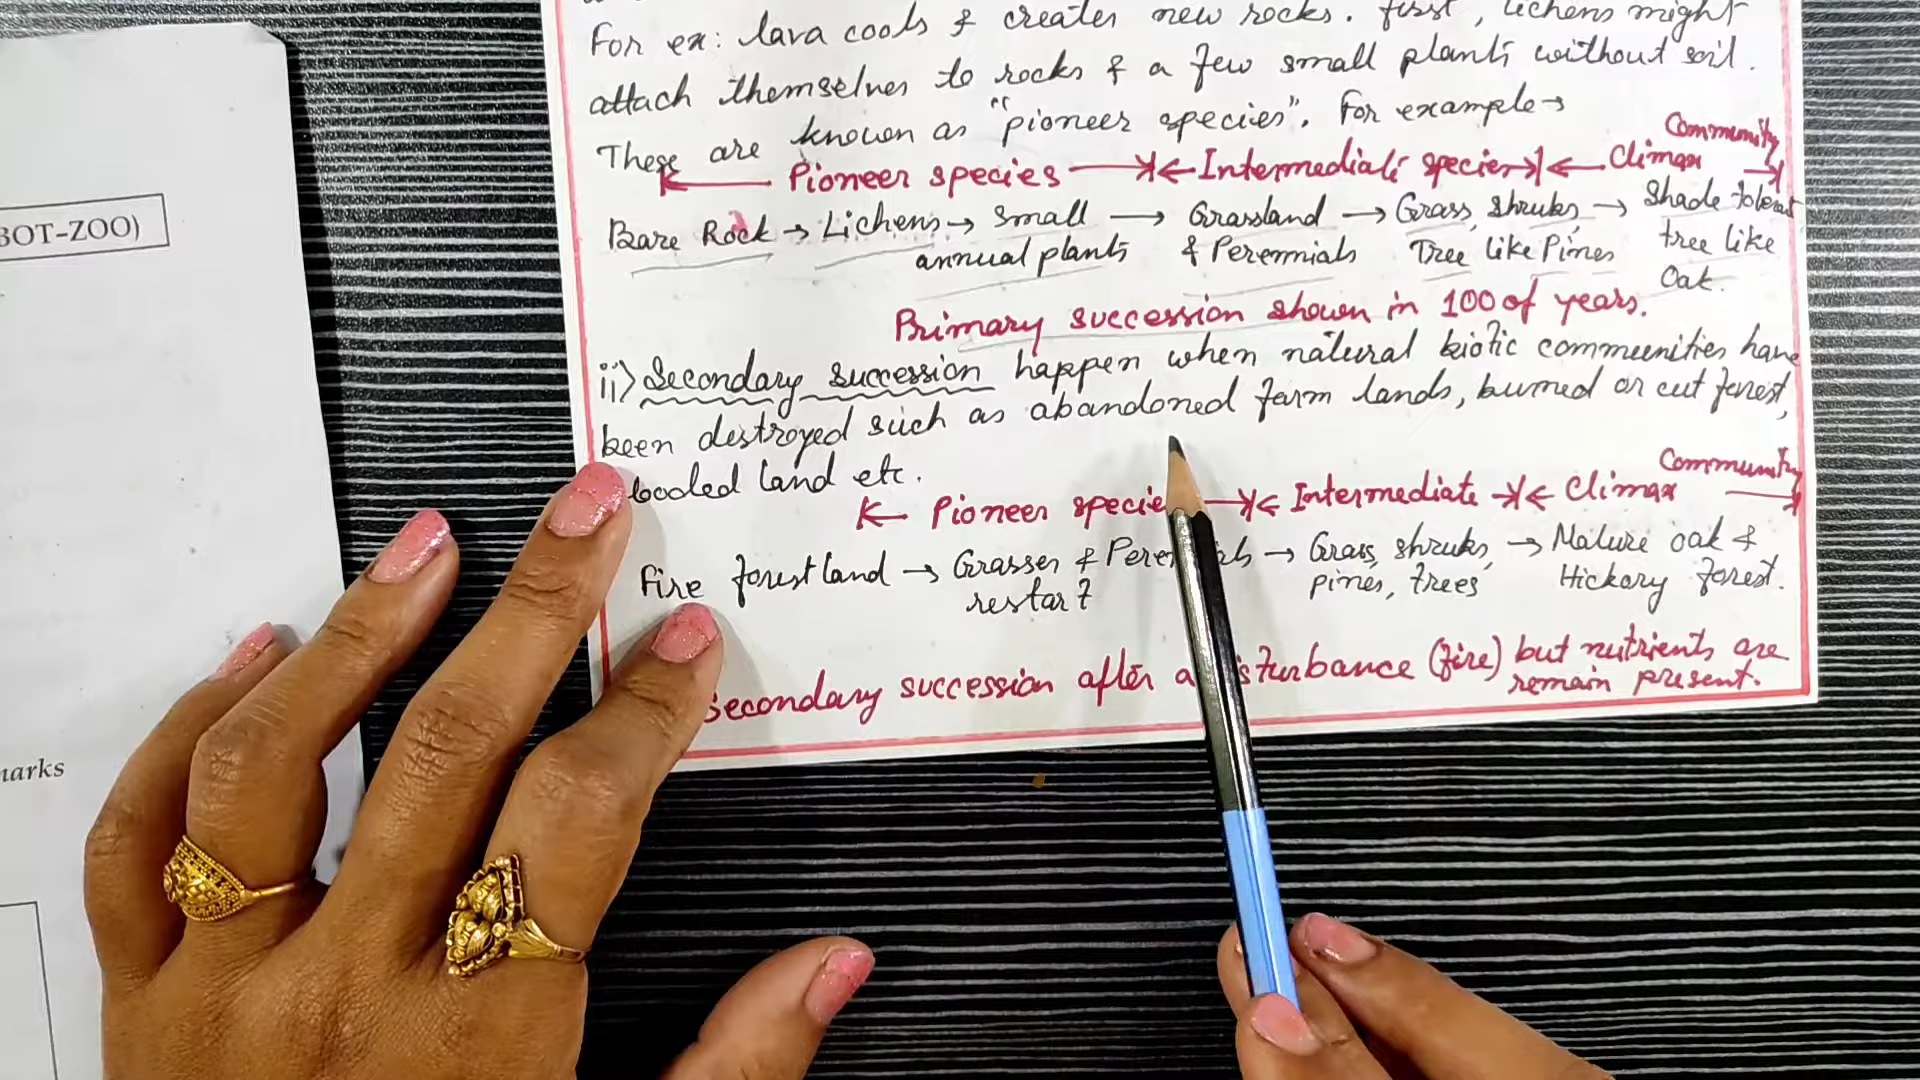 BOT-ZOO)
marks
For ex: lava cools & creates new rocks. first, lichens might
attach themselves to rocks & a few small plants without soil.
These are known as "pioneer species". For example→
Pioneer species Intermediate species Climax Community
Bare Rock → Lichens → Small → Grassland → Grass, shrubs, → Shade tolerant
annual plants & Perennials Tree like Pines tree like
Oak.
Primary succession shown in 100 of years.
ii) Secondary succession happen when natural biotic communities have
been destroyed such as abandoned farm lands, burned or cut forest,
land etc.
Pioneer species Intermediate Climax Community
Fire forest land → Grasses & → Grass, shrubs, → Mature oak &
restart pines, trees Hickory forest.
Secondary succession after a (fire) but nutrients are
remain present.